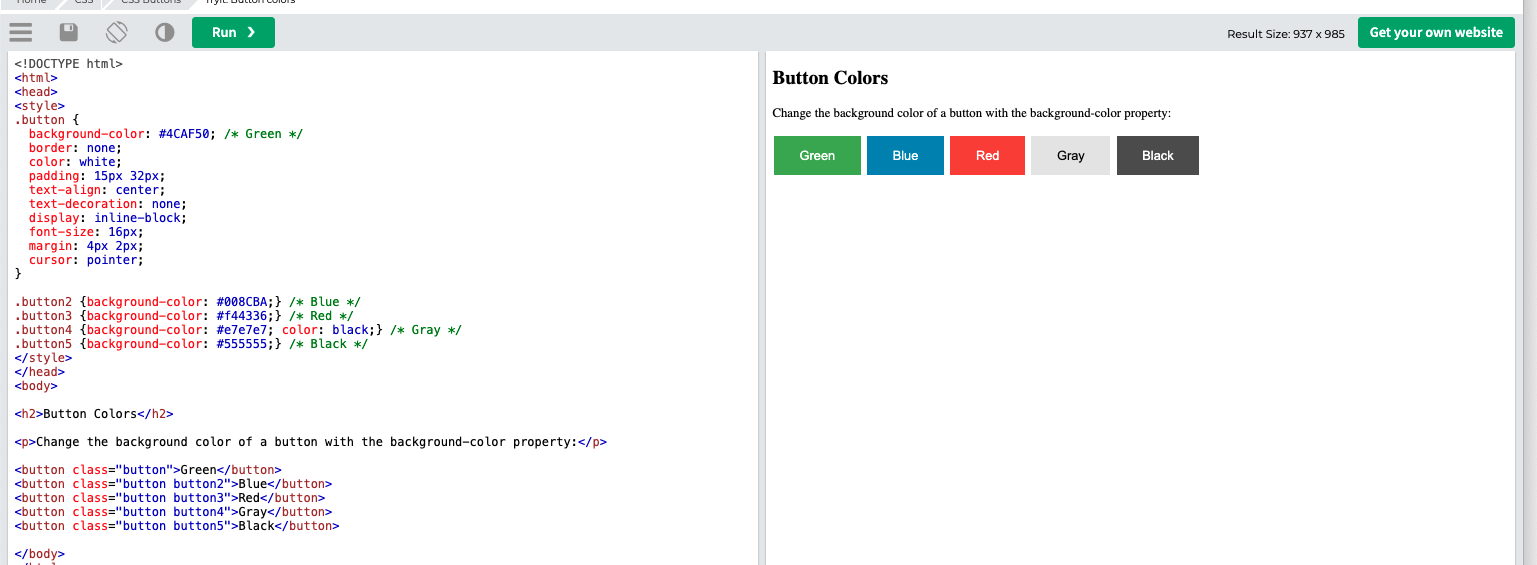 Home
CSS
CSS Buttons
Tryit: Button colors
Run ❯
Result Size: 937 x 985
Get your own website
<!DOCTYPE html>
<html>
<head>
<style>
.button {
  background-color: #4CAF50; /* Green */
  border: none;
  color: white;
  padding: 15px 32px;
  text-align: center;
  text-decoration: none;
  display: inline-block;
  font-size: 16px;
  margin: 4px 2px;
  cursor: pointer;
}

.button2 {background-color: #008CBA;} /* Blue */
.button3 {background-color: #f44336;} /* Red */
.button4 {background-color: #e7e7e7; color: black;} /* Gray */
.button5 {background-color: #555555;} /* Black */
</style>
</head>
<body>

<h2>Button Colors</h2>

<p>Change the background color of a button with the background-color property:</p>

<button class="button">Green</button>
<button class="button button2">Blue</button>
<button class="button button3">Red</button>
<button class="button button4">Gray</button>
<button class="button button5">Black</button>

</body>
Button Colors
Change the background color of a button with the background-color property:
Green
Blue
Red
Gray
Black